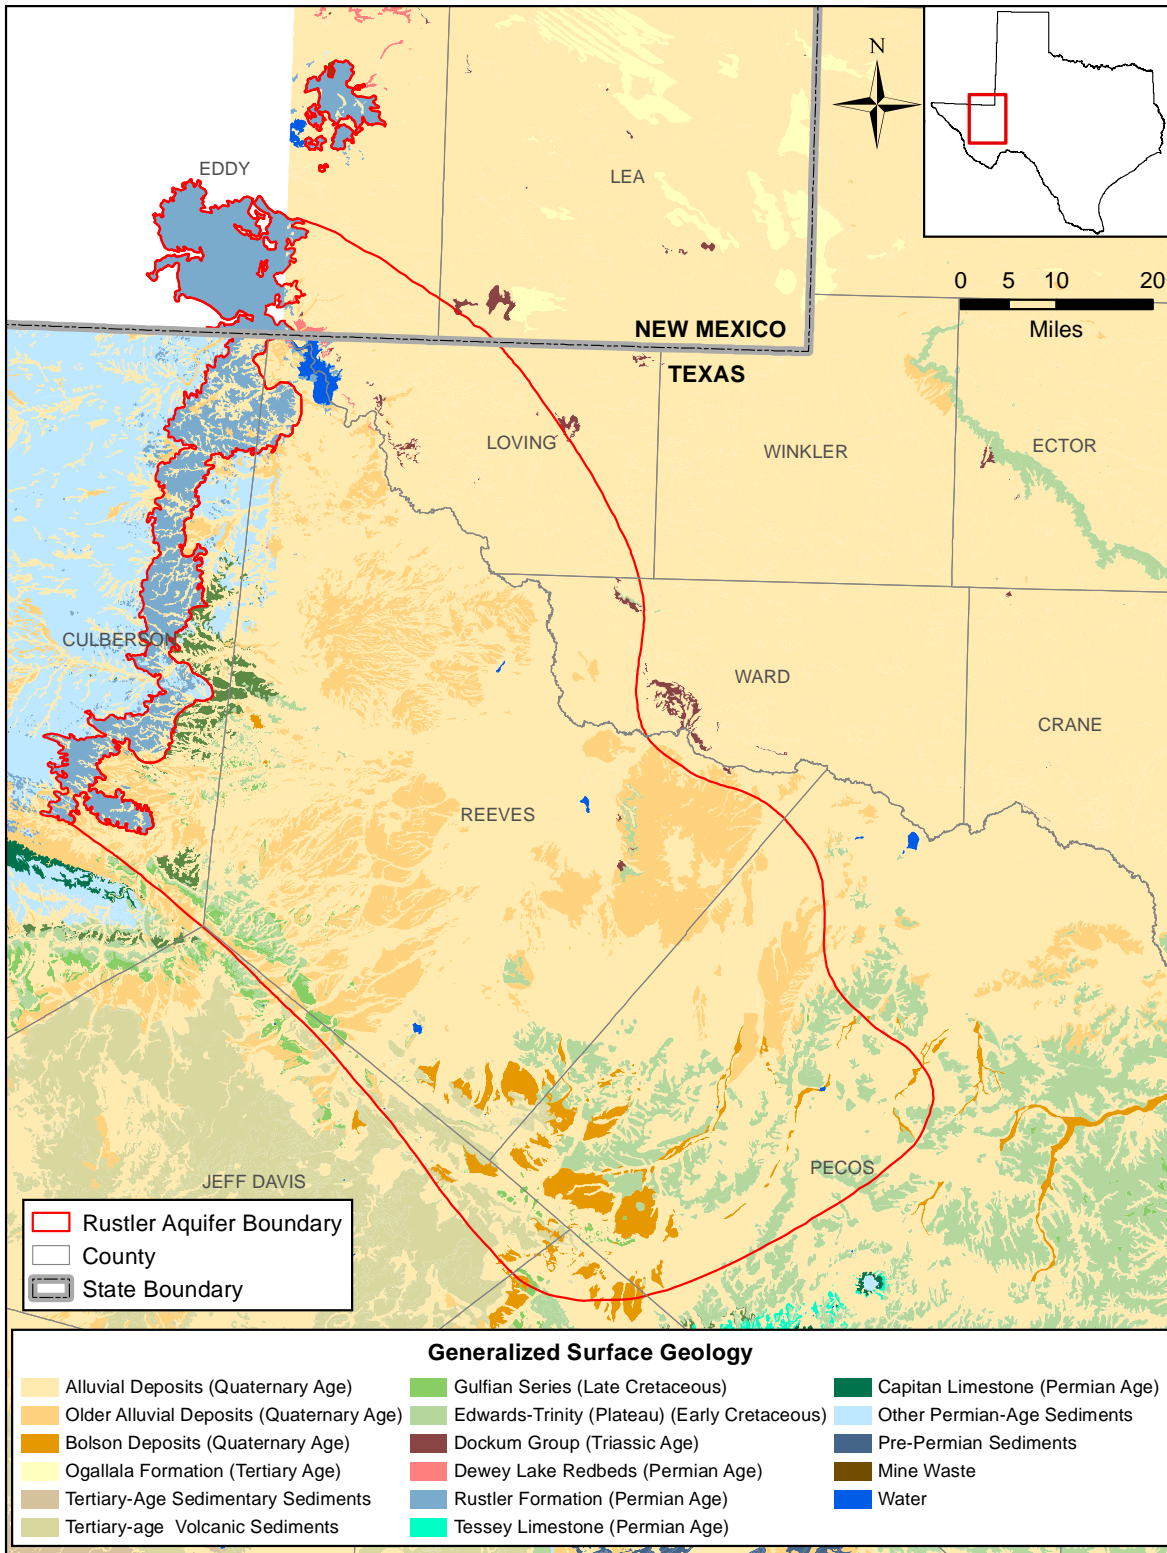 N
EDDY
LEA
0 5 10 20
Miles
NEW MEXICO
TEXAS
LOVING
WINKLER
ECTOR
CULBERSON
WARD
CRANE
REEVES
JEFF DAVIS
PECOS
Rustler Aquifer Boundary
County
State Boundary
Generalized Surface Geology
Alluvial Deposits (Quaternary Age)
Older Alluvial Deposits (Quaternary Age)
Bolson Deposits (Quaternary Age)
Ogallala Formation (Tertiary Age)
Tertiary-Age Sedimentary Sediments
Tertiary-age Volcanic Sediments
Gulfian Series (Late Cretaceous)
Edwards-Trinity (Plateau) (Early Cretaceous)
Dockum Group (Triassic Age)
Dewey Lake Redbeds (Permian Age)
Rustler Formation (Permian Age)
Tessey Limestone (Permian Age)
Capitan Limestone (Permian Age)
Other Permian-Age Sediments
Pre-Permian Sediments
Mine Waste
Water